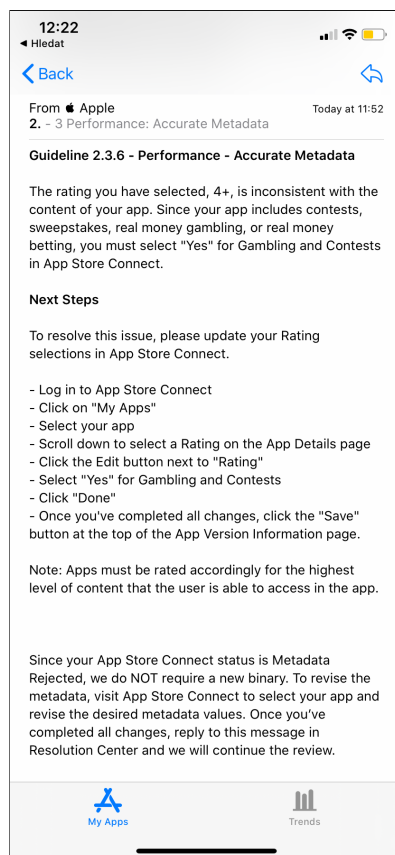 12:22
◀ Hledat
Back
From  Apple
Today at 11:52
2. - 3 Performance: Accurate Metadata
Guideline 2.3.6 - Performance - Accurate Metadata
The rating you have selected, 4+, is inconsistent with the
content of your app. Since your app includes contests,
sweepstakes, real money gambling, or real money
betting, you must select "Yes" for Gambling and Contests
in App Store Connect.
Next Steps
To resolve this issue, please update your Rating
selections in App Store Connect.
- Log in to App Store Connect
- Click on "My Apps"
- Select your app
- Scroll down to select a Rating on the App Details page
- Click the Edit button next to "Rating"
- Select "Yes" for Gambling and Contests
- Click "Done"
- Once you've completed all changes, click the "Save"
button at the top of the App Version Information page.
Note: Apps must be rated accordingly for the highest
level of content that the user is able to access in the app.
Since your App Store Connect status is Metadata
Rejected, we do NOT require a new binary. To revise the
metadata, visit App Store Connect to select your app and
revise the desired metadata values. Once you’ve
completed all changes, reply to this message in
Resolution Center and we will continue the review.
My Apps
Trends